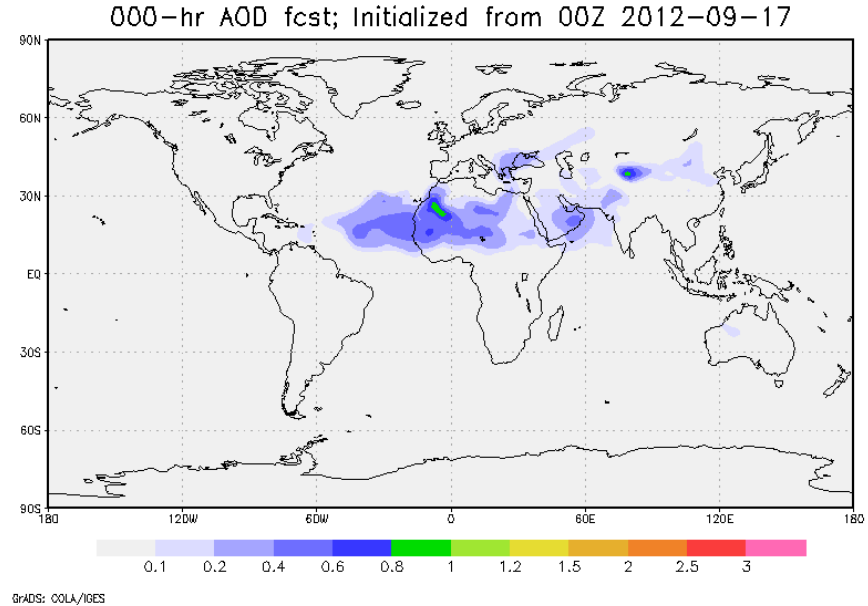 000-hr AOD fcst; Initialized from 00Z 2012-09-17
90N
60N
30N
EQ
30S
60S
90S
180 120W 60W 0 60E 120E 180
0.1 0.2 0.4 0.6 0.8 1 1.2 1.5 2 2.5 3
GrADS: COLA/IGES